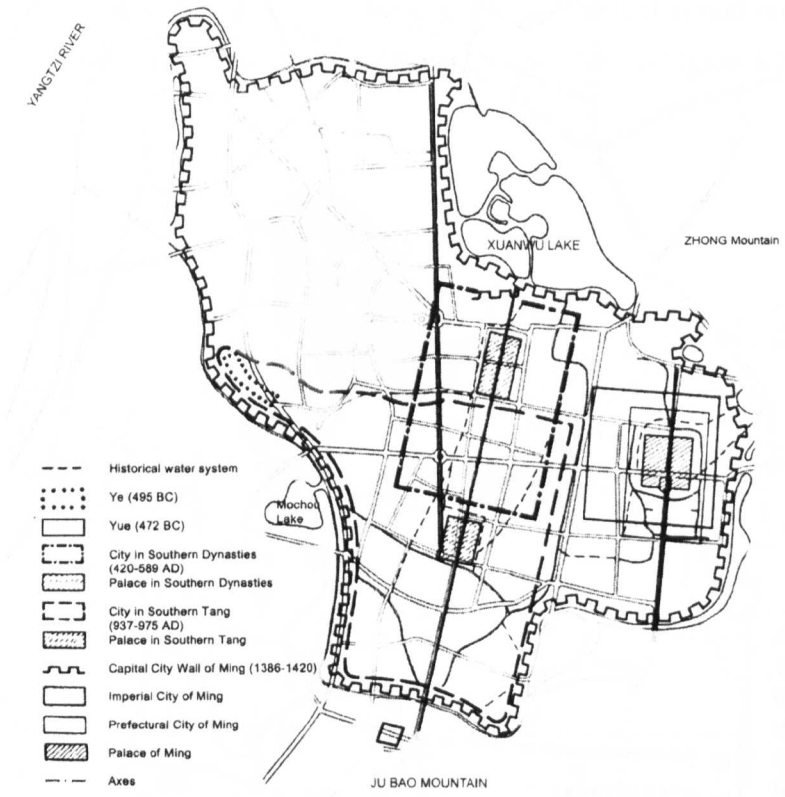 YANGTZI RIVER
XUANWU LAKE
ZHONG Mountain
Mochou
Lake
Historical water system
Ye (495 BC)
Yue (472 BC)
City in Southern Dynasties
(420-589 AD)
Palace in Southern Dynasties
City in Southern Tang
(937-975 AD)
Palace in Southern Tang
Capital City Wall of Ming (1386-1420)
Imperial City of Ming
Prefectural City of Ming
Palace of Ming
Axes
JU BAO MOUNTAIN